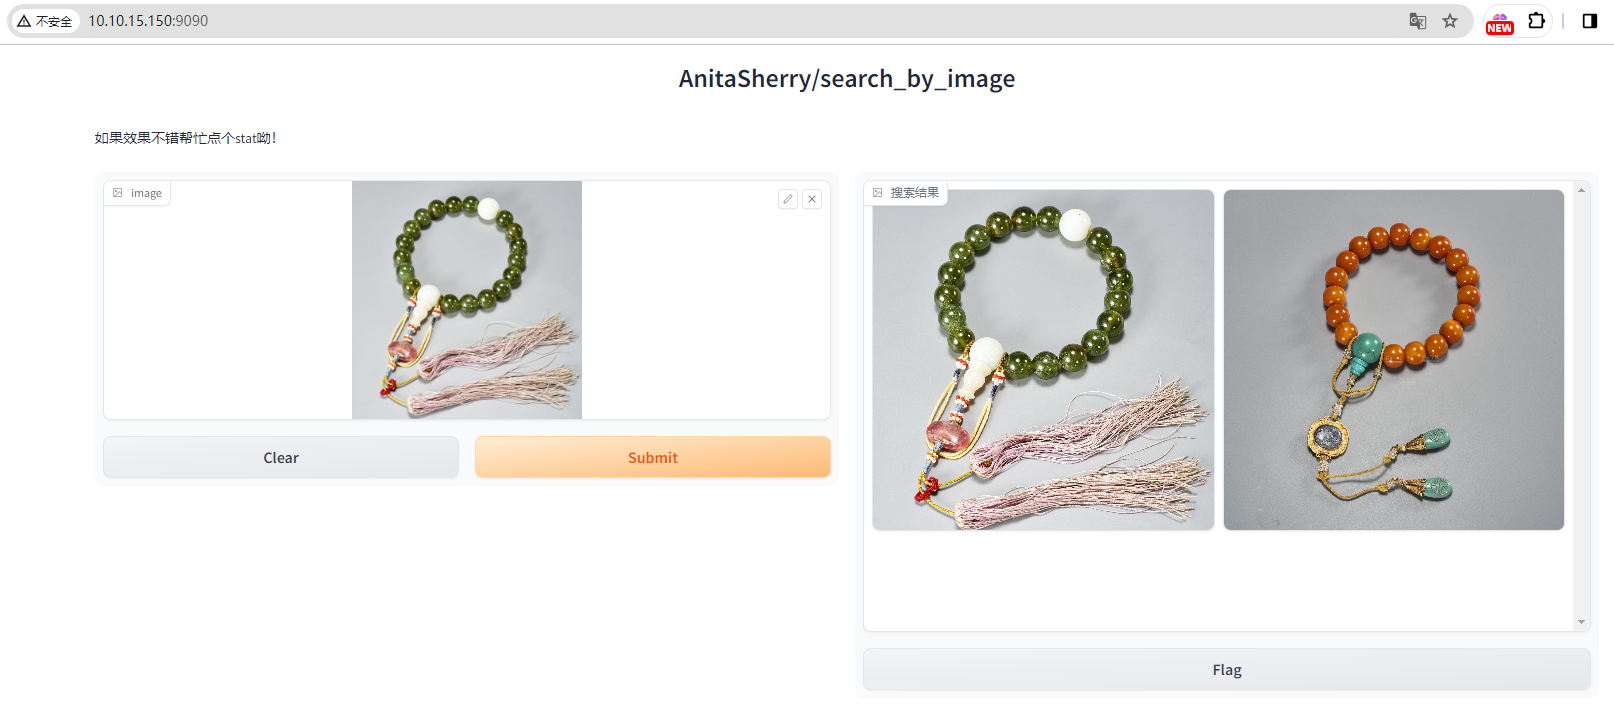 不安全 10.10.15.150:9090
NEW
AnitaSherry/search_by_image
如果效果不错帮忙点个stat呦!
image
Clear
Submit
搜索结果
Flag